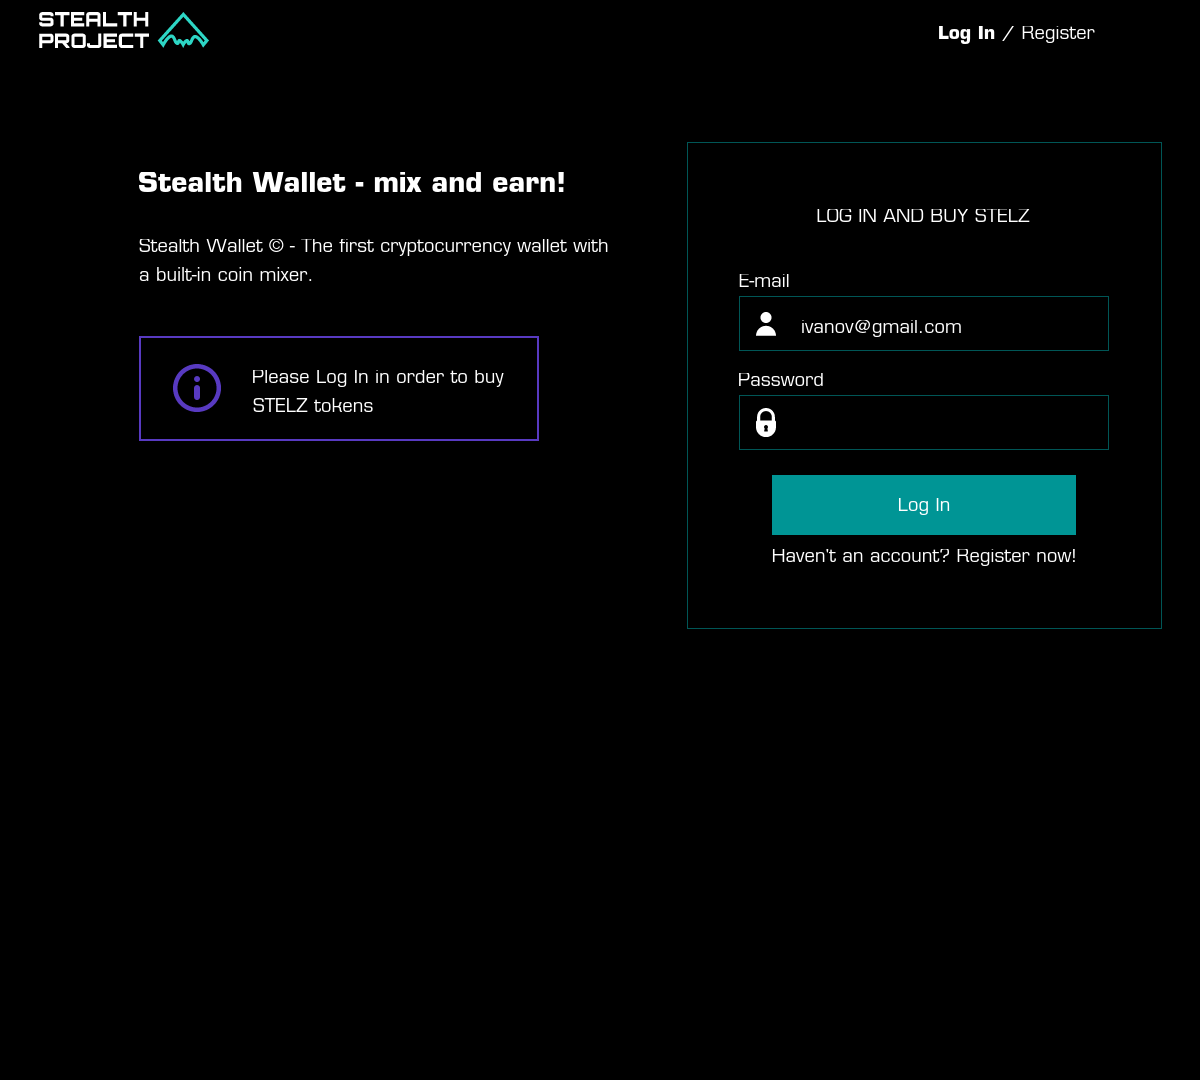 STEALTH
PROJECT
Log In / Register
Stealth Wallet - mix and earn!
Stealth Wallet © - The first cryptocurrency wallet with
a built-in coin mixer.
Please Log In in order to buy
STELZ tokens
LOG IN AND BUY STELZ
E-mail
ivanov@gmail.com
Password
Log In
Haven't an account? Register now!